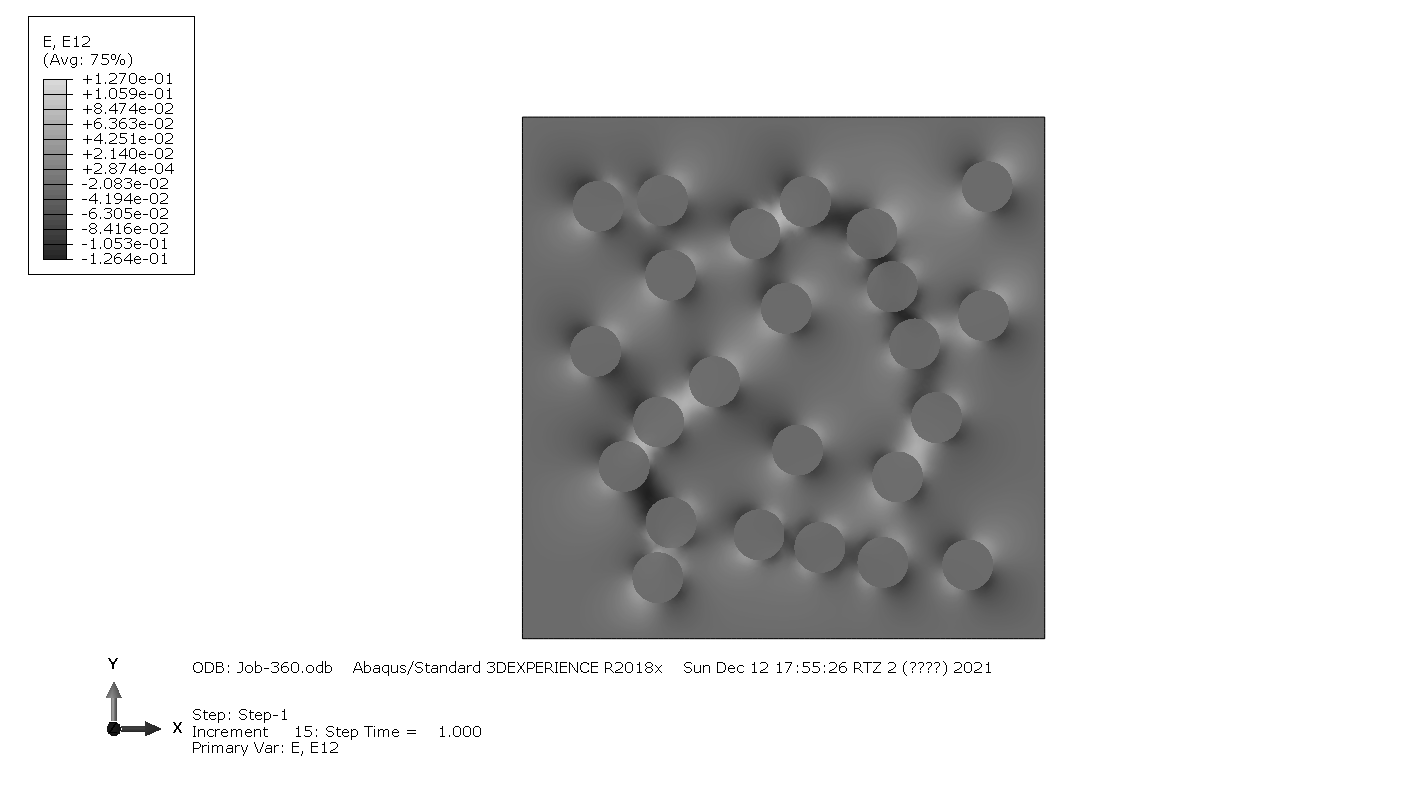 E, E12
(Avg: 75%)
+1.270e-01
+1.059e-01
+8.474e-02
+6.363e-02
+4.251e-02
+2.140e-02
+2.874e-04
-2.083e-02
-4.194e-02
-6.305e-02
-8.416e-02
-1.053e-01
-1.264e-01
Y
X
ODB: Job-360.odb Abaqus/Standard 3DEXPERIENCE R2018x Sun Dec 12 17:55:26 RTZ 2 (????) 2021
Step: Step-1
Increment 15: Step Time = 1.000
Primary Var: E, E12